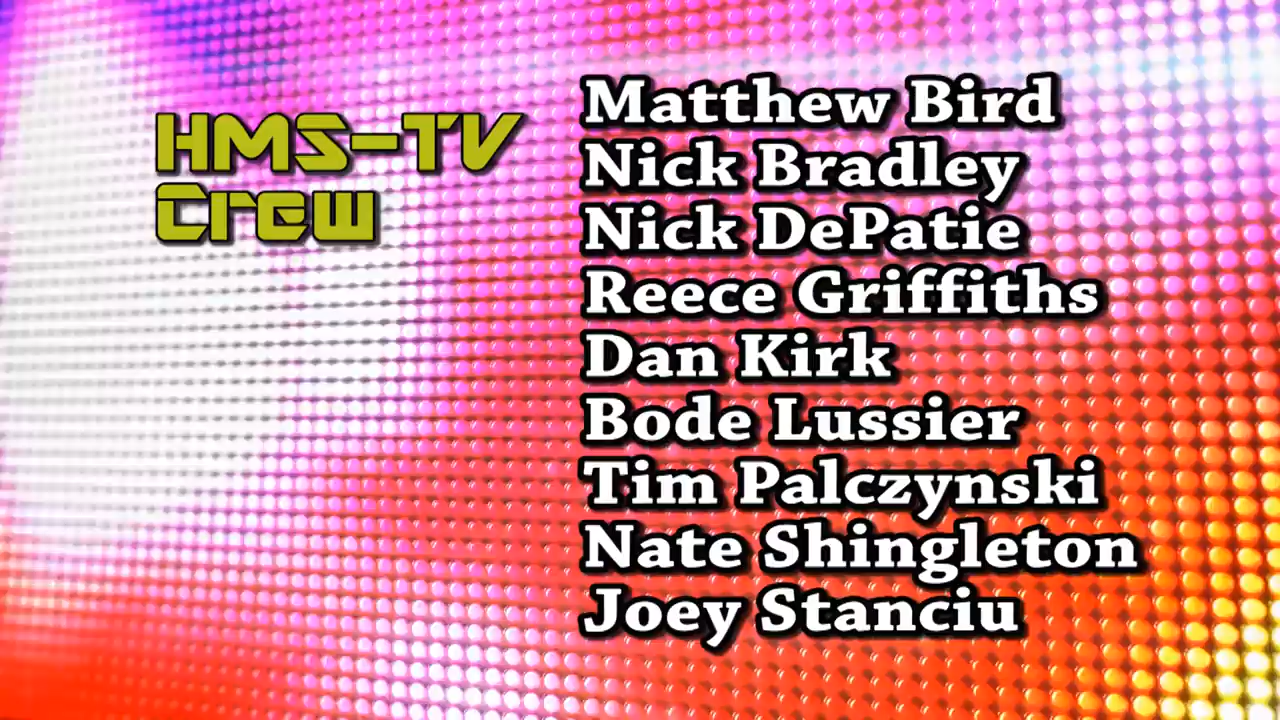 HMS-TV
Crew
Matthew Bird
Nick Bradley
Nick DePatie
Reece Griffiths
Dan Kirk
Bode Lussier
Tim Palczynski
Nate Shingleton
Joey Stanciu